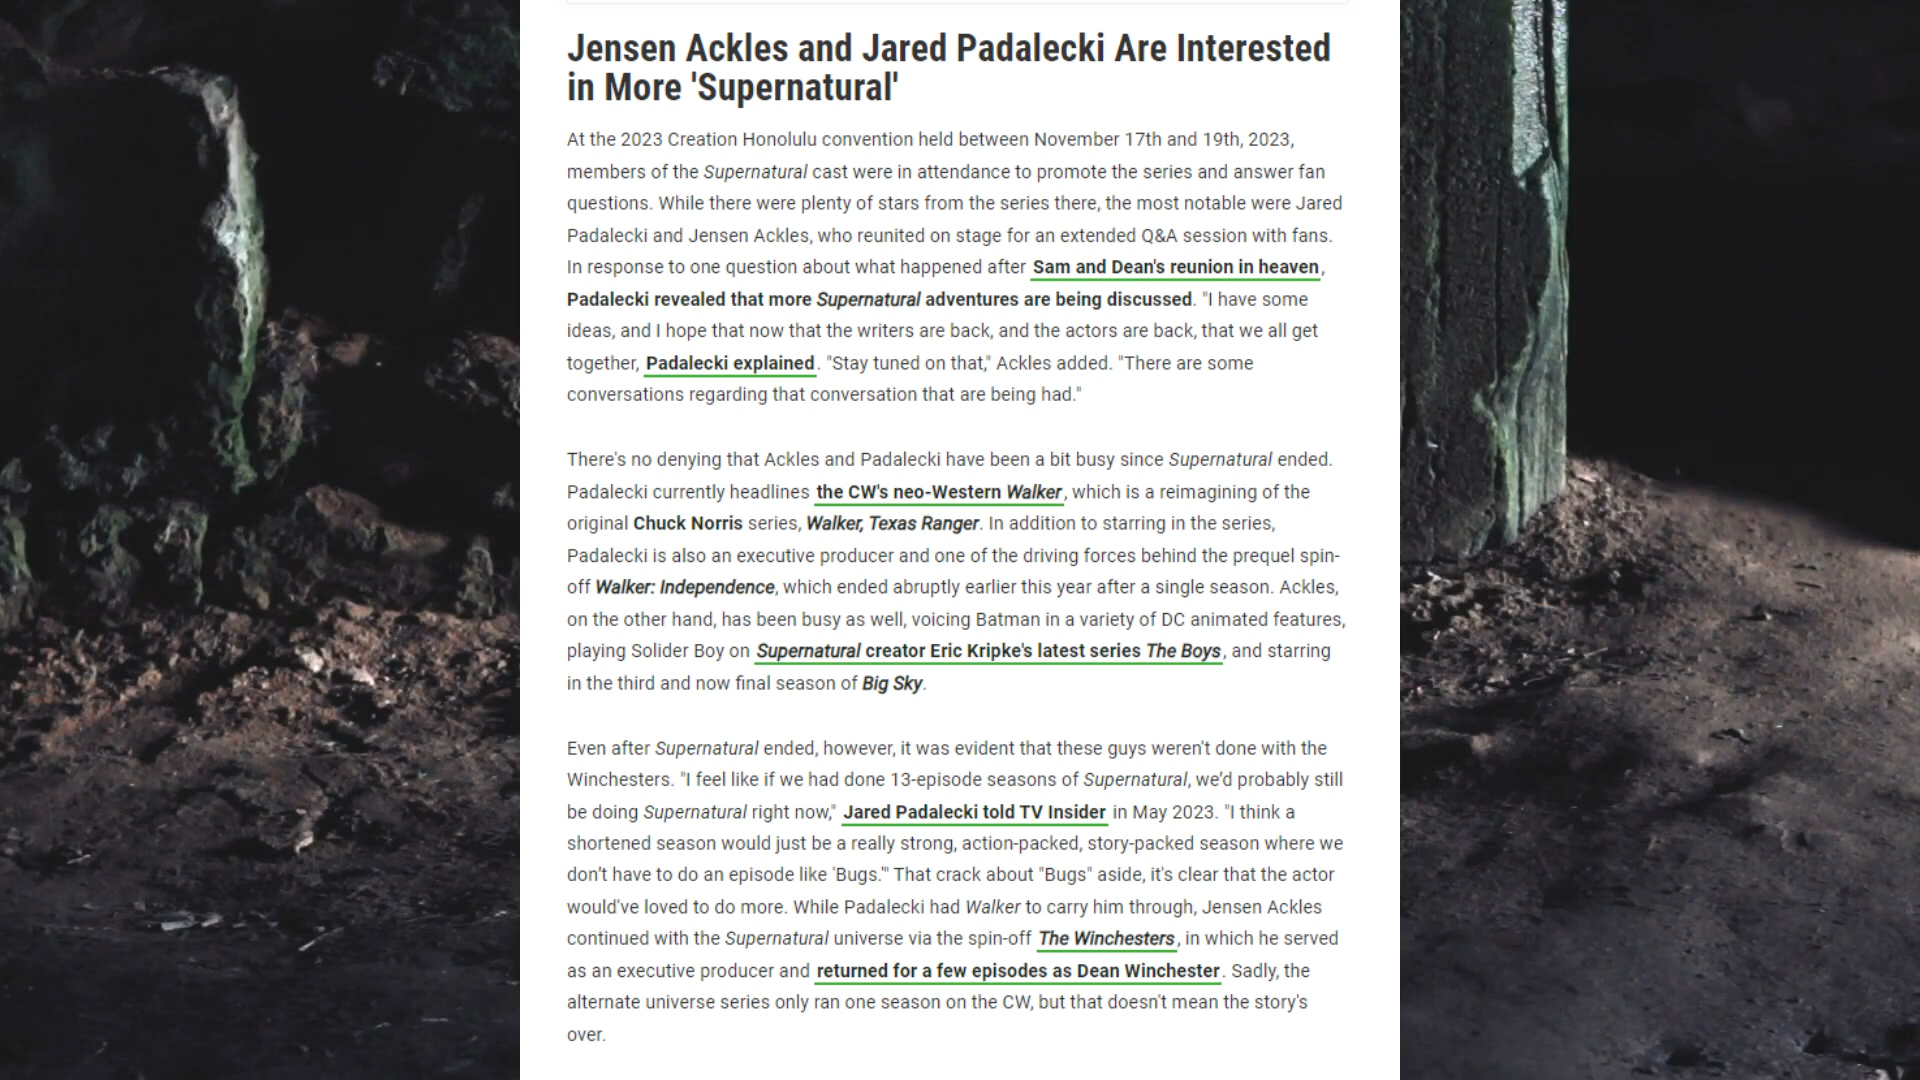 Jensen Ackles and Jared Padalecki Are Interested
in More 'Supernatural'
At the 2023 Creation Honolulu convention held between November 17th and 19th, 2023,
members of the Supernatural cast were in attendance to promote the series and answer fan
questions. While there were plenty of stars from the series there, the most notable were Jared
Padalecki and Jensen Ackles, who reunited on stage for an extended Q&A session with fans.
In response to one question about what happened after Sam and Dean's reunion in heaven,
Padalecki revealed that more Supernatural adventures are being discussed. "I have some
ideas, and I hope that now that the writers are back, and the actors are back, that we all get
together, Padalecki explained. "Stay tuned on that," Ackles added. "There are some
conversations regarding that conversation that are being had."
There's no denying that Ackles and Padalecki have been a bit busy since Supernatural ended.
Padalecki currently headlines the CW's neo-Western Walker, which is a reimagining of the
original Chuck Norris series, Walker, Texas Ranger. In addition to starring in the series,
Padalecki is also an executive producer and one of the driving forces behind the prequel spin-
off Walker: Independence, which ended abruptly earlier this year after a single season. Ackles,
on the other hand, has been busy as well, voicing Batman in a variety of DC animated features,
playing Solider Boy on Supernatural creator Eric Kripke's latest series The Boys, and starring
in the third and now final season of Big Sky.
Even after Supernatural ended, however, it was evident that these guys weren't done with the
Winchesters. "I feel like if we had done 13-episode seasons of Supernatural, we'd probably still
be doing Supernatural right now," Jared Padalecki told TV Insider in May 2023. "I think a
shortened season would just be a really strong, action-packed, story-packed season where we
don't have to do an episode like 'Bugs.'" That crack about "Bugs" aside, it's clear that the actor
would've loved to do more. While Padalecki had Walker to carry him through, Jensen Ackles
continued with the Supernatural universe via the spin-off The Winchesters, in which he served
as an executive producer and returned for a few episodes as Dean Winchester. Sadly, the
alternate universe series only ran one season on the CW, but that doesn't mean the story's
over.